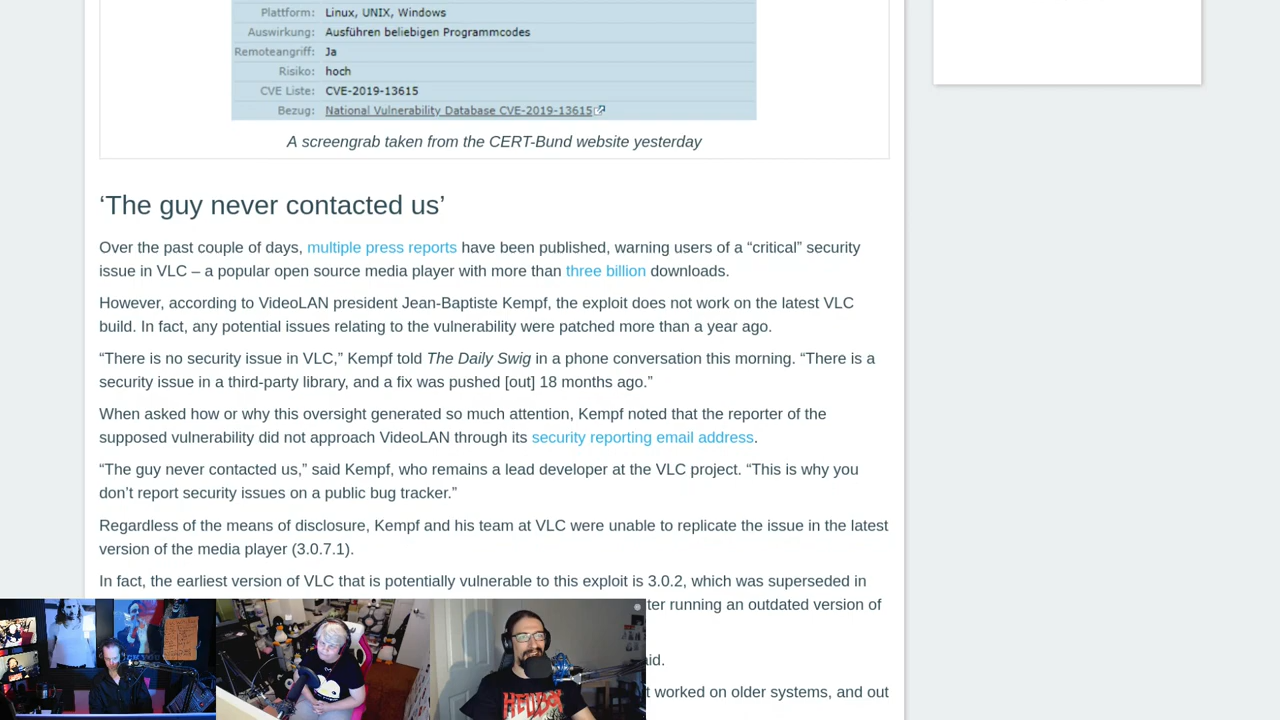 Plattform: Linux, UNIX, Windows
Auswirkung: Ausführen beliebigen Programmcodes
Remoteangriff: Ja
Risiko: hoch
CVE Liste: CVE-2019-13615
Bezug: National Vulnerability Database CVE-2019-13615
A screengrab taken from the CERT-Bund website yesterday
‘The guy never contacted us’
Over the past couple of days, multiple press reports have been published, warning users of a “critical” security
issue in VLC – a popular open source media player with more than three billion downloads.
However, according to VideoLAN president Jean-Baptiste Kempf, the exploit does not work on the latest VLC
build. In fact, any potential issues relating to the vulnerability were patched more than a year ago.
“There is no security issue in VLC,” Kempf told The Daily Swig in a phone conversation this morning. “There is a
security issue in a third-party library, and a fix was pushed [out] 18 months ago.”
When asked how or why this oversight generated so much attention, Kempf noted that the reporter of the
supposed vulnerability did not approach VideoLAN through its security reporting email address.
“The guy never contacted us,” said Kempf, who remains a lead developer at the VLC project. “This is why you
don’t report security issues on a public bug tracker.”
Regardless of the means of disclosure, Kempf and his team at VLC were unable to replicate the issue in the latest
version of the media player (3.0.7.1).
In fact, the earliest version of VLC that is potentially vulnerable to this exploit is 3.0.2, which was superseded in
ter running an outdated version of
aid.
t worked on older systems, and out
HELLBOY